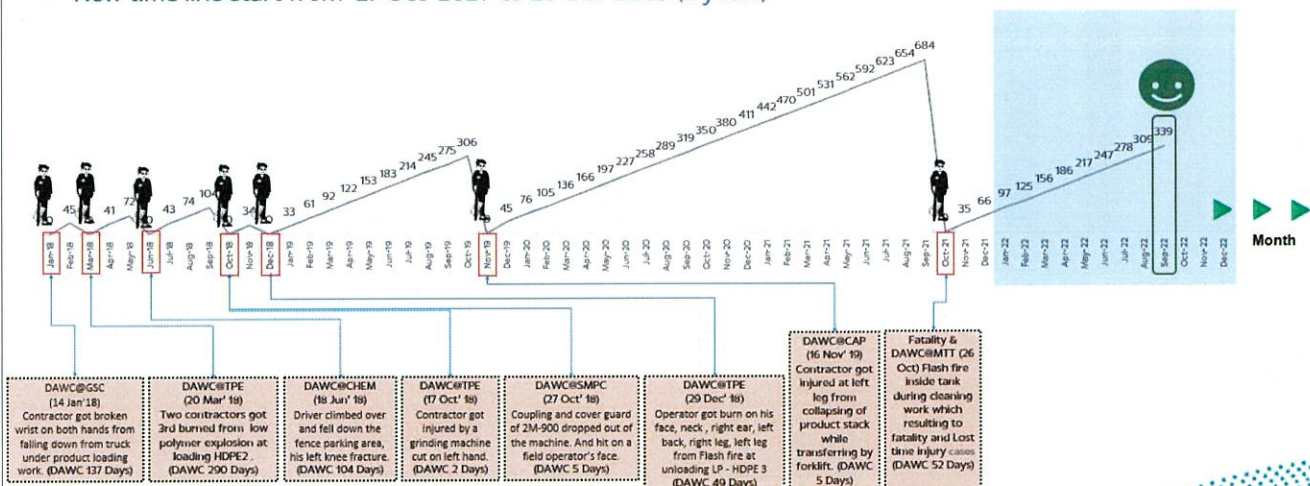 684
654
623
592
562
531
501
470
442
411
380
350
319
289
258
227
197
166
136
105
76
45
306
275
245
214
183
153
122
92
61
33
45
41
72
43
74
104
34
35
66
97
125
156
186
217
247
278
309
339
Jan-18
Feb-18
Mar-18
Apr-18
May-18
Jun-18
Jul-18
Aug-18
Sep-18
Oct-18
Nov-18
Dec-18
Jan-19
Feb-19
Mar-19
Apr-19
May-19
Jun-19
Jul-19
Aug-19
Sep-19
Oct-19
Nov-19
Dec-19
Jan-20
Feb-20
Mar-20
Apr-20
May-20
Jun-20
Jul-20
Aug-20
Sep-20
Oct-20
Nov-20
Dec-20
Jan-21
Feb-21
Mar-21
Apr-21
May-21
Jun-21
Jul-21
Aug-21
Sep-21
Oct-21
Nov-21
Dec-21
Jan-22
Feb-22
Mar-22
Apr-22
May-22
Jun-22
Jul-22
Aug-22
Sep-22
Oct-22
Nov-22
Dec-22
Month
DAWC@GSC
(14 Jan'18)
Contractor got broken
wrist on both hands from
falling down from truck
under product loading
work. (DAWC 137 Days)
DAWC@TPE
(20 Mar' 18)
Two contractors got
3rd burned from low
polymer explosion at
loading HDPE2 .
(DAWC 290 Days)
DAWC@CHEM
(18 Jun' 18)
Driver climbed over
and fell down the
fence parking area,
his left knee fracture.
(DAWC 104 Days)
DAWC@TPE
(17 Oct' 18)
Contractor got
injured by a
grinding machine
cut on left hand.
(DAWC 2 Days)
DAWC@SMPC
(27 Oct' 18)
Coupling and cover guard
of 2M-900 dropped out of
the machine. And hit on a
field operator's face.
(DAWC 5 Days)
DAWC@TPE
(29 Dec' 18)
Operator got burn on his
face, neck , right ear, left
back, right leg, left leg
from Flash fire at
unloading LP - HDPE 3
(DAWC 49 Days)
DAWC@CAP
(16 Nov' 19)
Contractor got
injured at left
leg from
collapsing of
product stack
while
transferring by
forklift. (DAWC
5 Days)
Fatality &
DAWC@MTT (26
Oct) Flash fire
inside tank
during cleaning
work which
resulting to
fatality and Lost
time injury cases
(DAWC 52 Days)